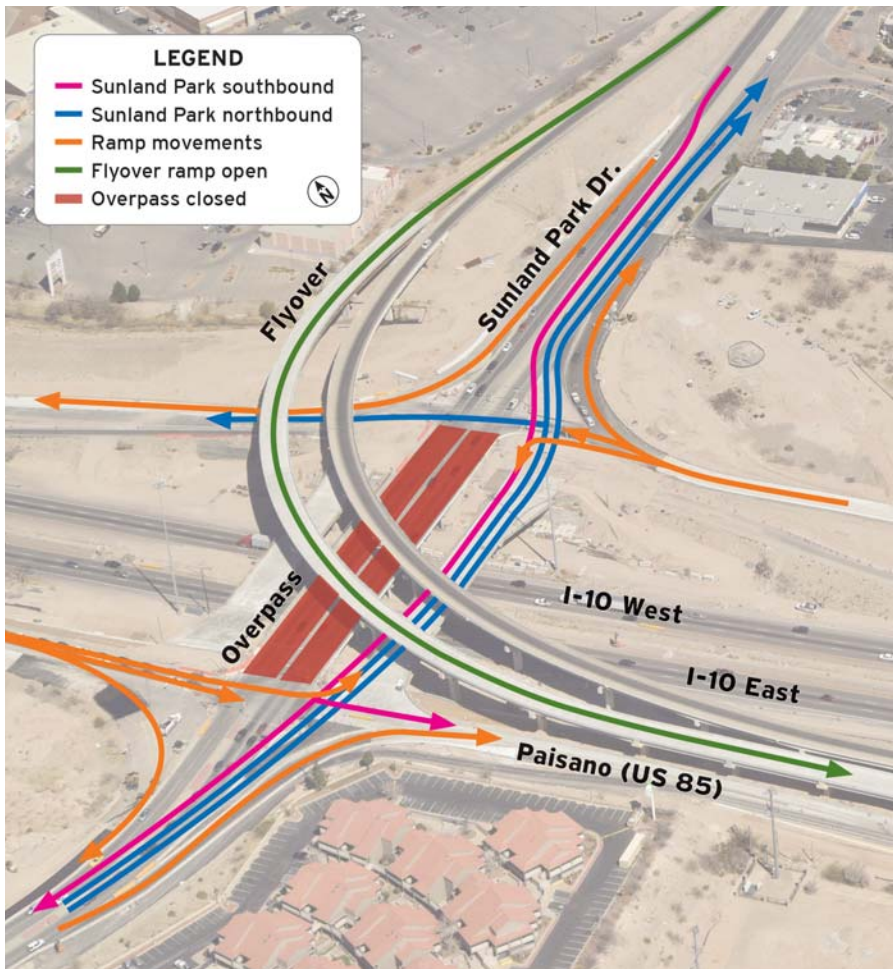 LEGEND
Sunland Park southbound
Sunland Park northbound
Ramp movements
Flyover ramp open
Overpass closed
N
Sunland Park Dr.
Flyover
Overpass
I-10 West
I-10 East
Paisano (US 85)